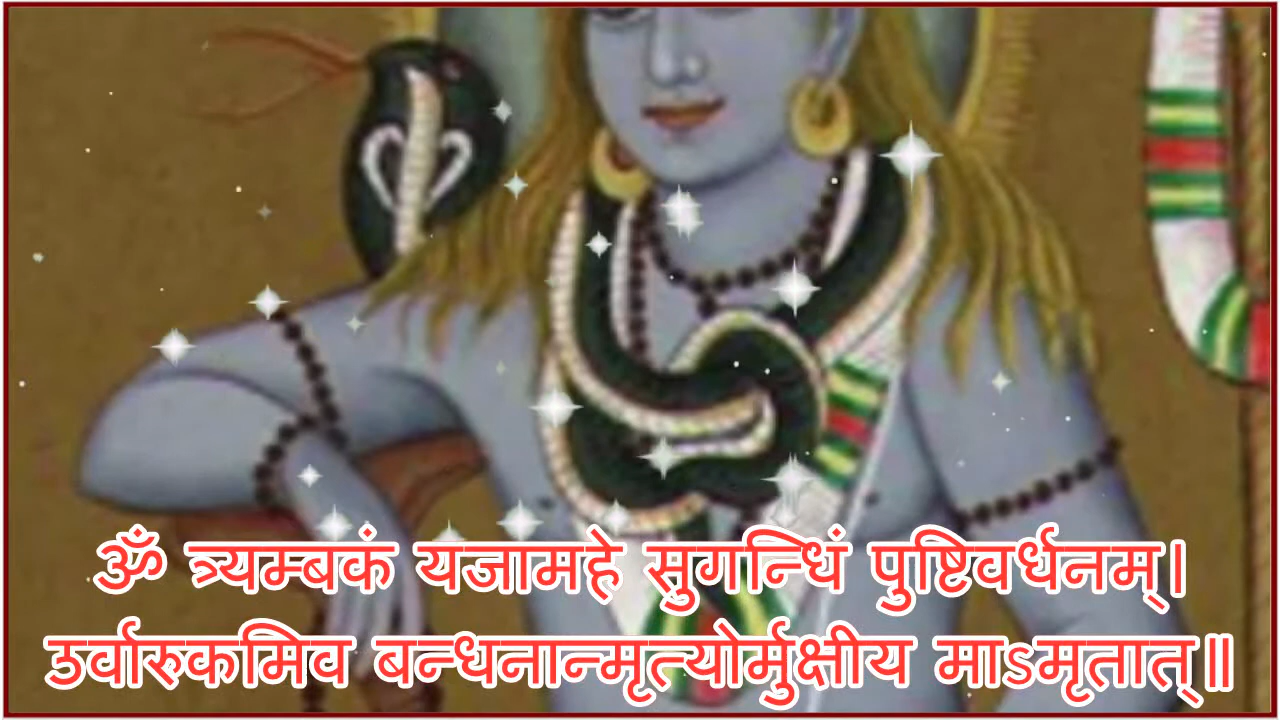 ॐ त्र्यम्बकं यजामहे सुगन्धिं पुष्टिवर्धनम्।
उर्वारुकमिव बन्धनान्मृत्योर्मुक्षीय माऽमृतात्॥